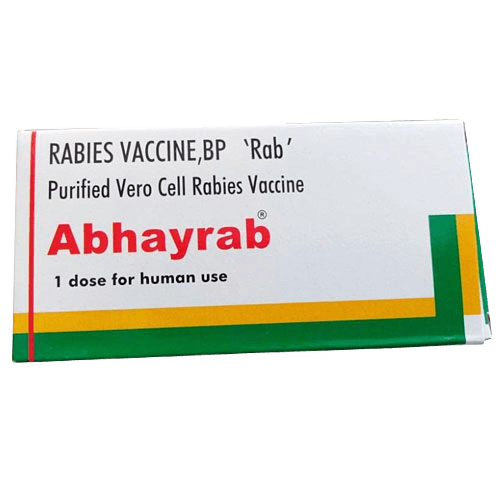 RABIES VACCINE,BP `Rab'
Purified Vero Cell Rabies Vaccine
Abhayrab®
1 dose for human use